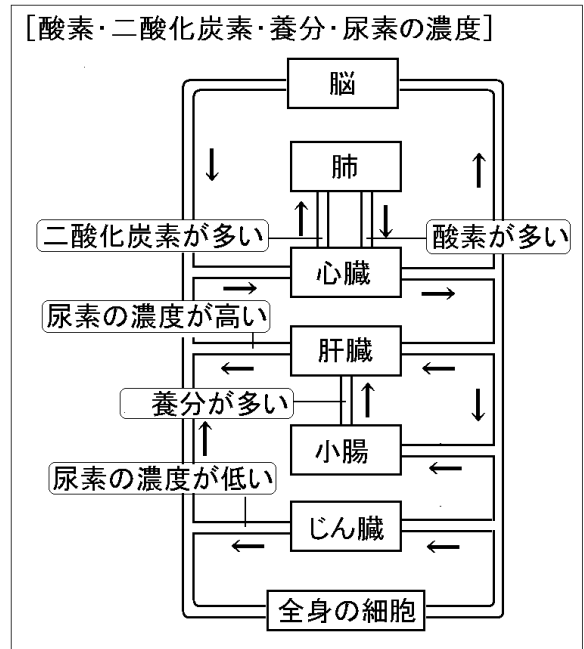 ［酸素・二酸化炭素・養分・尿素の濃度］
脳
肺
二酸化炭素が多い
酸素が多い
心臓
尿素の濃度が高い
肝臓
養分が多い
小腸
尿素の濃度が低い
じん臓
全身の細胞